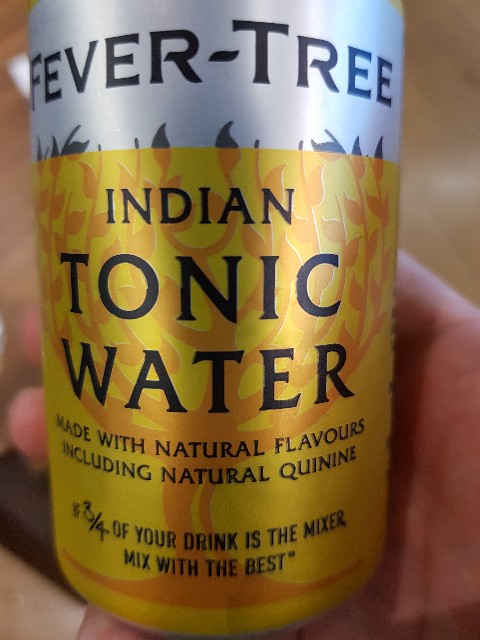 FEVER-TREE
INDIAN
TONIC
WATER
MADE WITH NATURAL FLAVOURS
INCLUDING NATURAL QUININE
IF 3/4 OF YOUR DRINK IS THE MIXER,
MIX WITH THE BEST"